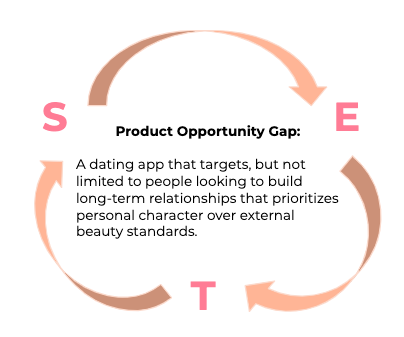 S
E
Product Opportunity Gap:
A dating app that targets, but not
limited to people looking to build
long-term relationships that prioritizes
personal character over external
beauty standards.
T